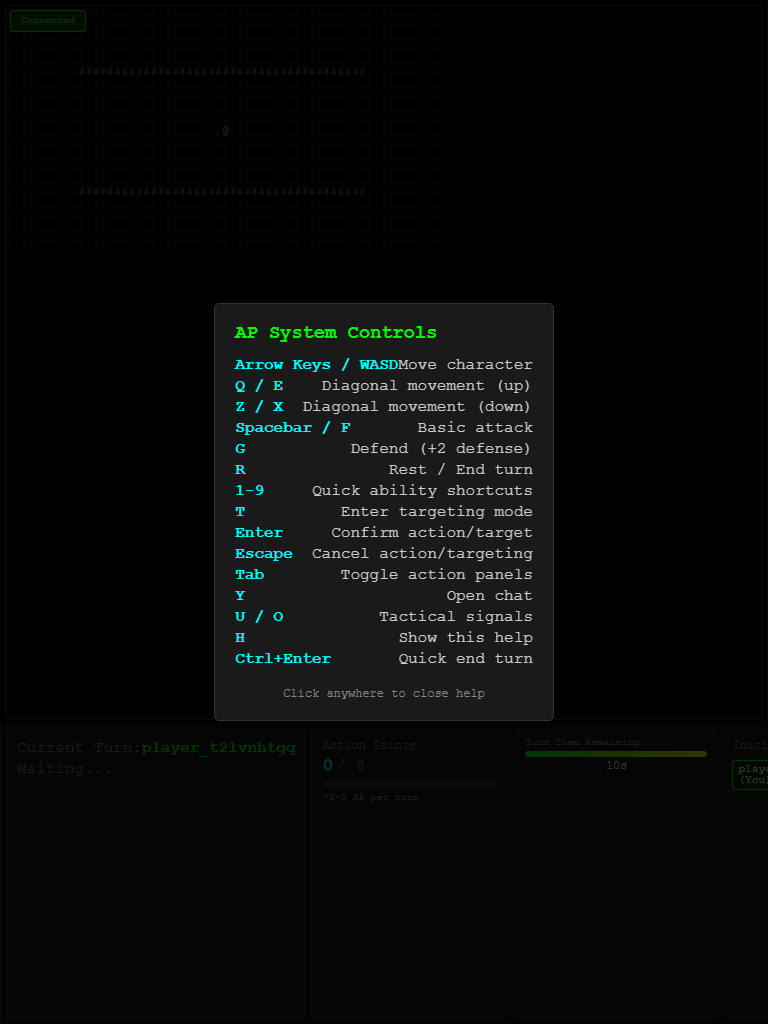 Connected
########################################
@
########################################
AP System Controls
Arrow Keys / WASD Move character
Q / E Diagonal movement (up)
Z / X Diagonal movement (down)
Spacebar / F Basic attack
G Defend (+2 defense)
R Rest / End turn
1-9 Quick ability shortcuts
T Enter targeting mode
Enter Confirm action/target
Escape Cancel action/targeting
Tab Toggle action panels
Y Open chat
U / O Tactical signals
H Show this help
Ctrl+Enter Quick end turn
Click anywhere to close help
Current Turn:player_t2lvnhtgq
Waiting...
Action Points
0 / 8
+2-3 AP per turn
Turn Time Remaining
10s
Initi
playe
(You)